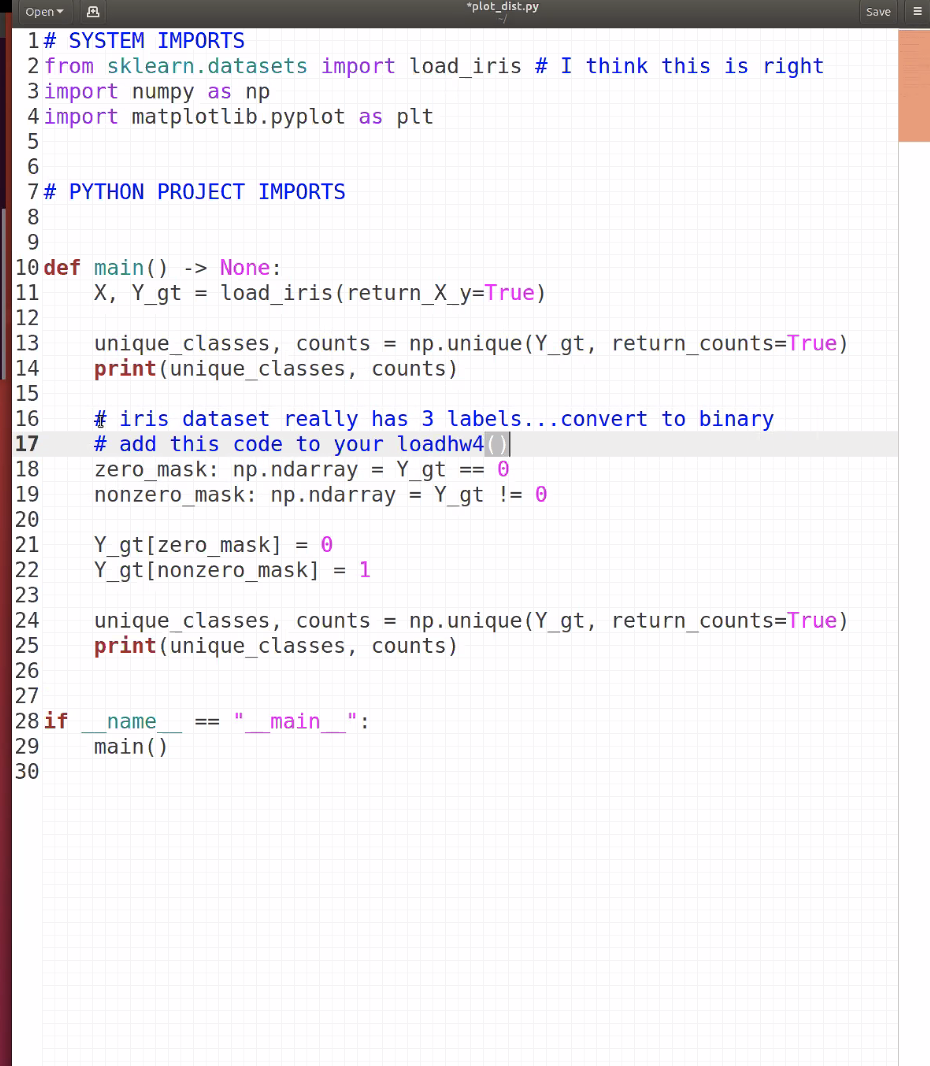 Open
*plot_dist.py
~/
Save
1 # SYSTEM IMPORTS
2 from sklearn.datasets import load_iris # I think this is right
3 import numpy as np
4 import matplotlib.pyplot as plt
5
6
7 # PYTHON PROJECT IMPORTS
8
9
10 def main() -> None:
11     X, Y_gt = load_iris(return_X_y=True)
12
13     unique_classes, counts = np.unique(Y_gt, return_counts=True)
14     print(unique_classes, counts)
15
16     # iris dataset really has 3 labels...convert to binary
17     # add this code to your loadhw4()
18     zero_mask: np.ndarray = Y_gt == 0
19     nonzero_mask: np.ndarray = Y_gt != 0
20
21     Y_gt[zero_mask] = 0
22     Y_gt[nonzero_mask] = 1
23
24     unique_classes, counts = np.unique(Y_gt, return_counts=True)
25     print(unique_classes, counts)
26
27
28 if __name__ == "__main__":
29     main()
30